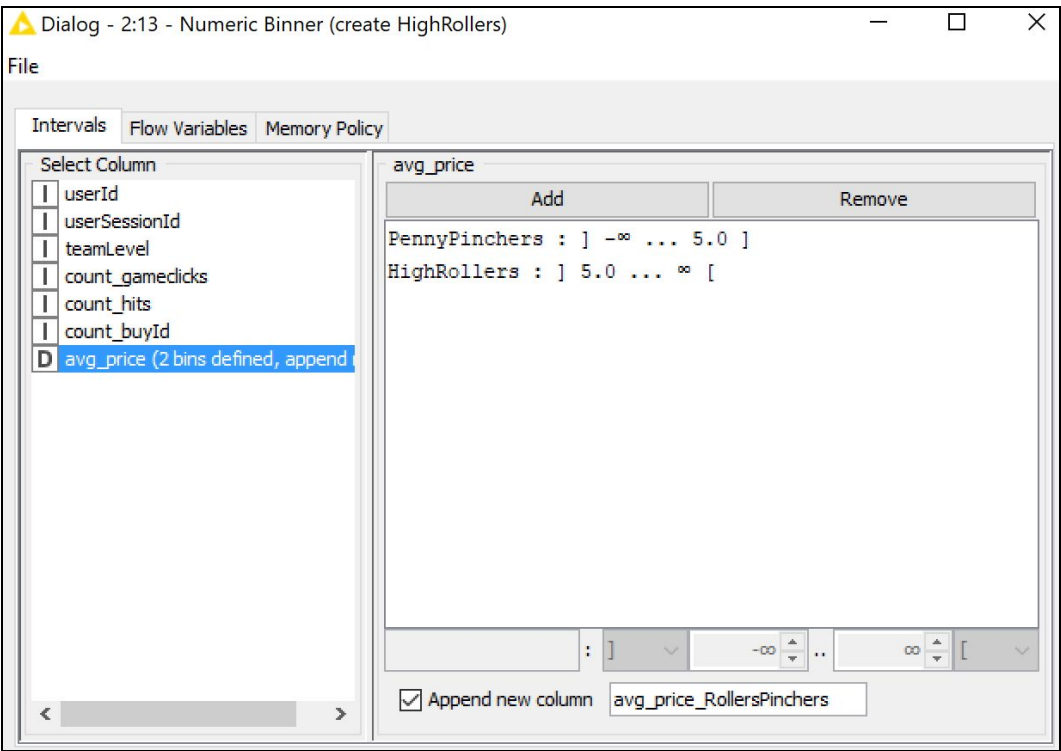 Dialog - 2:13 - Numeric Binner (create HighRollers)
File
Intervals Flow Variables Memory Policy
Select Column
I userId
I userSessionId
I teamLevel
I count_gameclicks
I count_hits
I count_buyId
D avg_price (2 bins defined, append
avg_price
Add Remove
PennyPinchers : ] -∞ ... 5.0 ]
HighRollers : ] 5.0 ... ∞ [
: ] -∞ .. ∞ [
Append new column avg_price_RollersPinchers